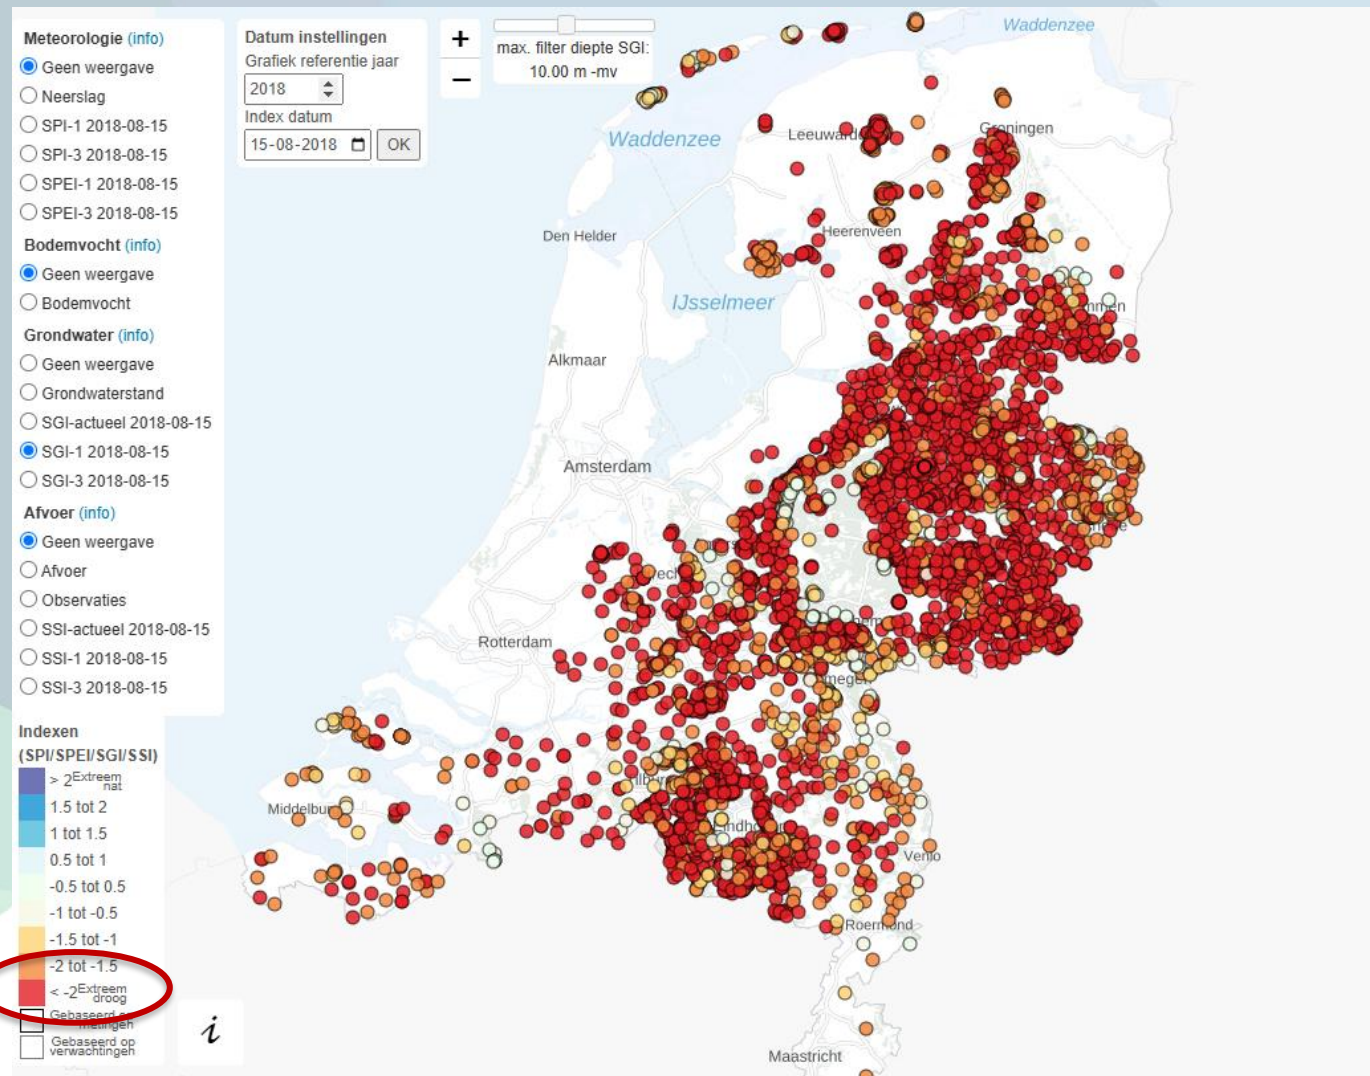 Meteorologie (info)
Geen weergave
Neerslag
SPI-1 2018-08-15
SPI-3 2018-08-15
SPEI-1 2018-08-15
SPEI-3 2018-08-15
Bodemvocht (info)
Geen weergave
Bodemvocht
Grondwater (info)
Geen weergave
Grondwaterstand
SGI-actueel 2018-08-15
SGI-1 2018-08-15
SGI-3 2018-08-15
Afvoer (info)
Geen weergave
Afvoer
Observaties
SSI-actueel 2018-08-15
SSI-1 2018-08-15
SSI-3 2018-08-15
Indexen
(SPI/SPEI/SGI/SSI)
> 2 Extreem
nat
1.5 tot 2
1 tot 1.5
0.5 tot 1
-0.5 tot 0.5
-1 tot -0.5
-1.5 tot -1
-2 tot -1.5
< -2 Extreem
droog
Gebaseerd op
metingen
Gebaseerd op
verwachtingen
i
Datum instellingen
Grafiek referentie jaar
2018
Index datum
15-08-2018
OK
+
−
max. filter diepte SGI:
10.00 m -mv
Waddenzee
Waddenzee
Groningen
Den Helder
Heerenveen
IJsselmeer
Alkmaar
Amsterdam
Rotterdam
Venlo
Roermond
Maastricht